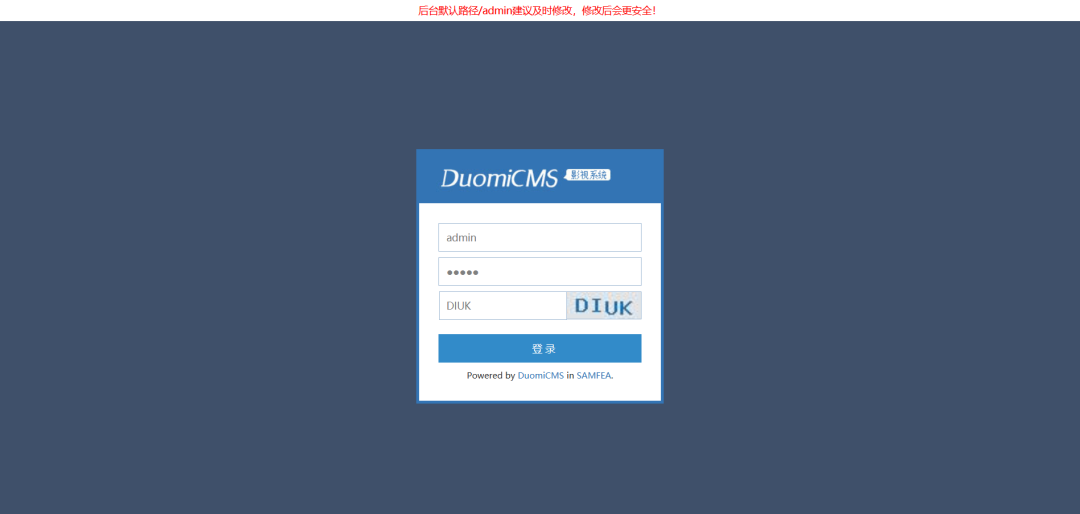 后台默认路径/admin建议及时修改，修改后会更安全！
DuomiCMS 影视系统
admin
●●●●●
DIUK DIUK
登 录
Powered by DuomiCMS in SAMFEA.